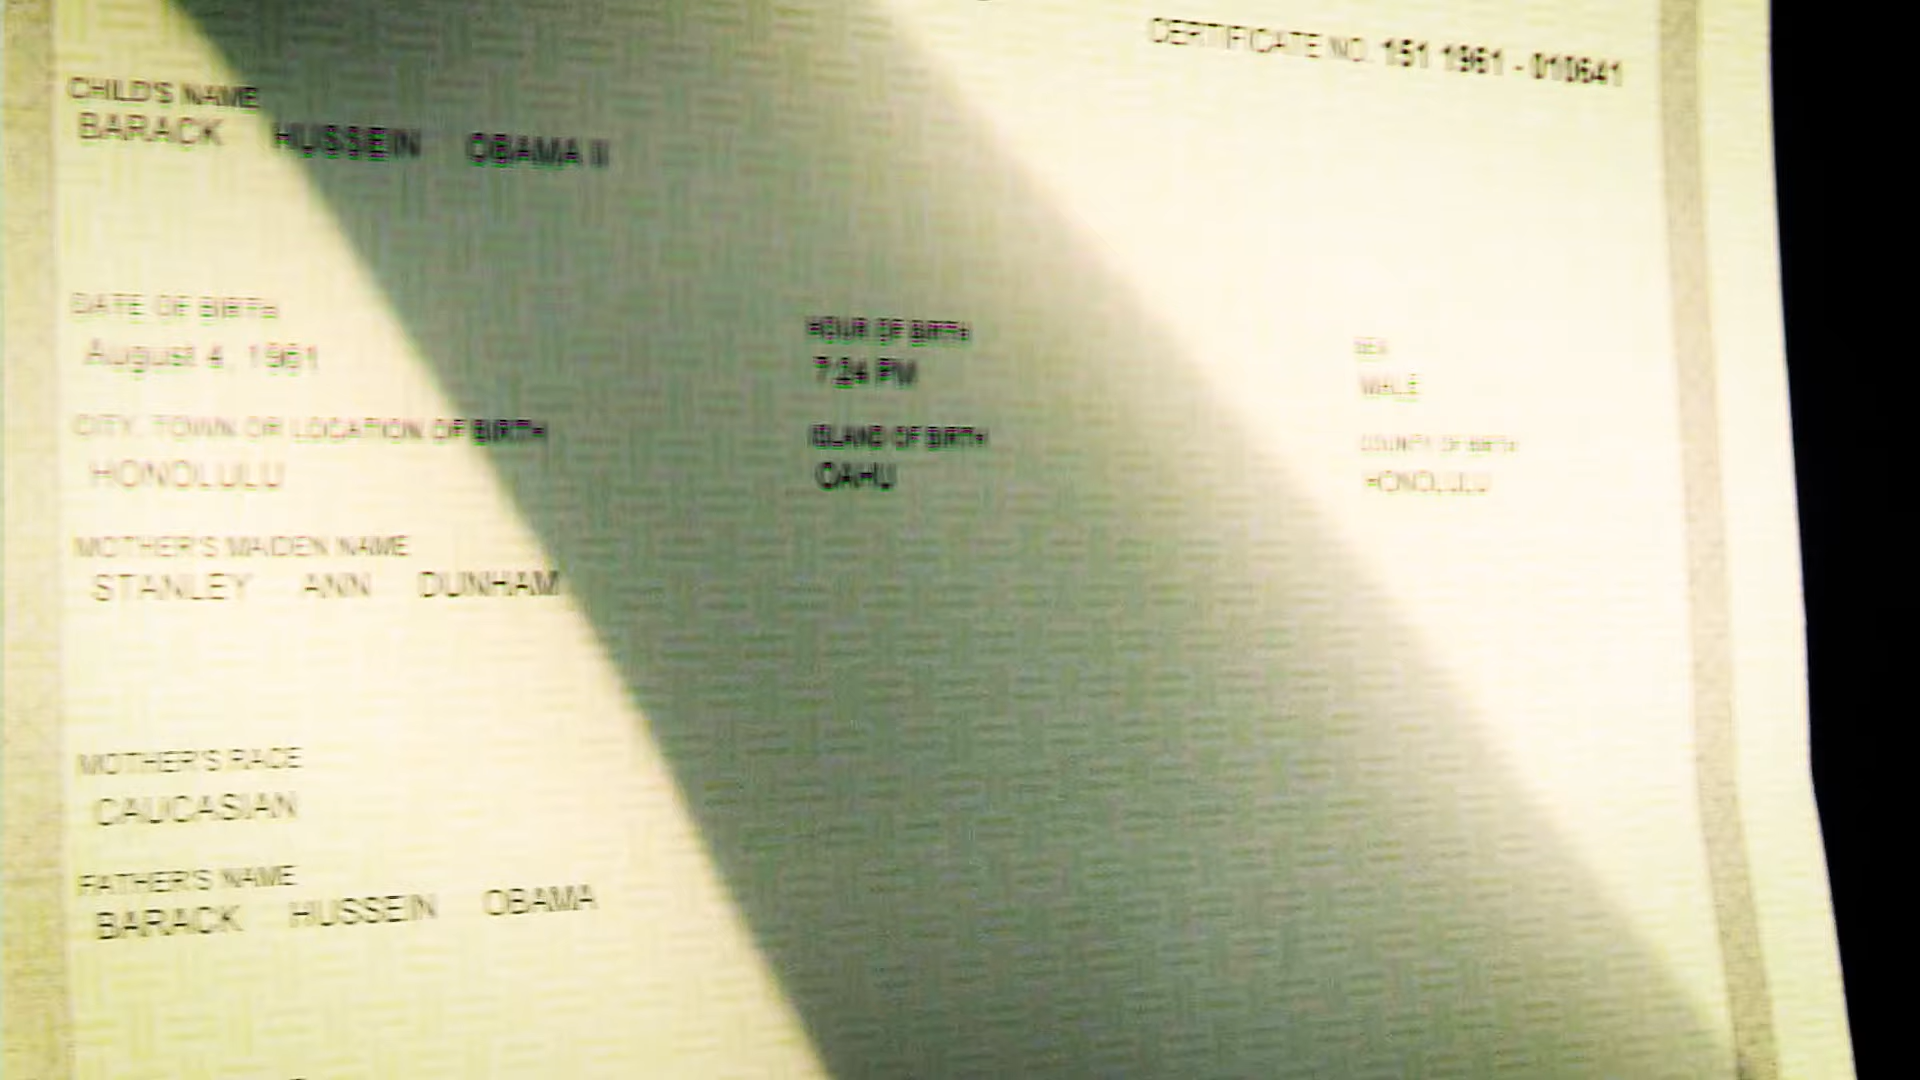 CERTIFICATE NO. 151 1961 - 010641
CHILD'S NAME
BARACK HUSSEIN OBAMA II
DATE OF BIRTH
August 4, 1961
HOUR OF BIRTH
7:24 PM
SEX
MALE
CITY, TOWN OR LOCATION OF BIRTH
HONOLULU
ISLAND OF BIRTH
OAHU
COUNTY OF BIRTH
HONOLULU
MOTHER'S MAIDEN NAME
STANLEY ANN DUNHAM
MOTHER'S RACE
CAUCASIAN
FATHER'S NAME
BARACK HUSSEIN OBAMA